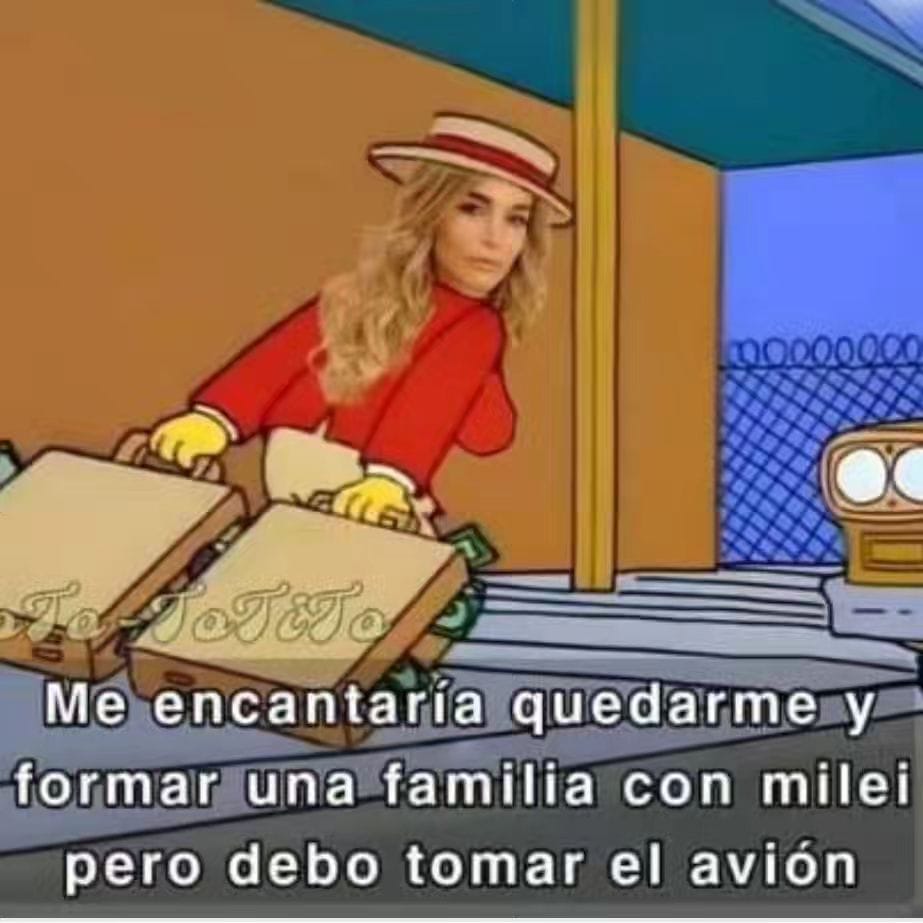 Me encantaría quedarme y
formar una familia con milei
pero debo tomar el avión